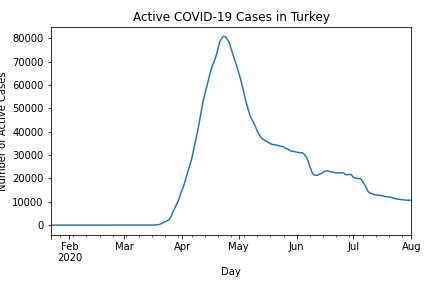 Active COVID-19 Cases in Turkey
Number of Active Cases
80000
70000
60000
50000
40000
30000
20000
10000
0
Feb
2020
Mar
Apr
May
Jun
Jul
Aug
Day